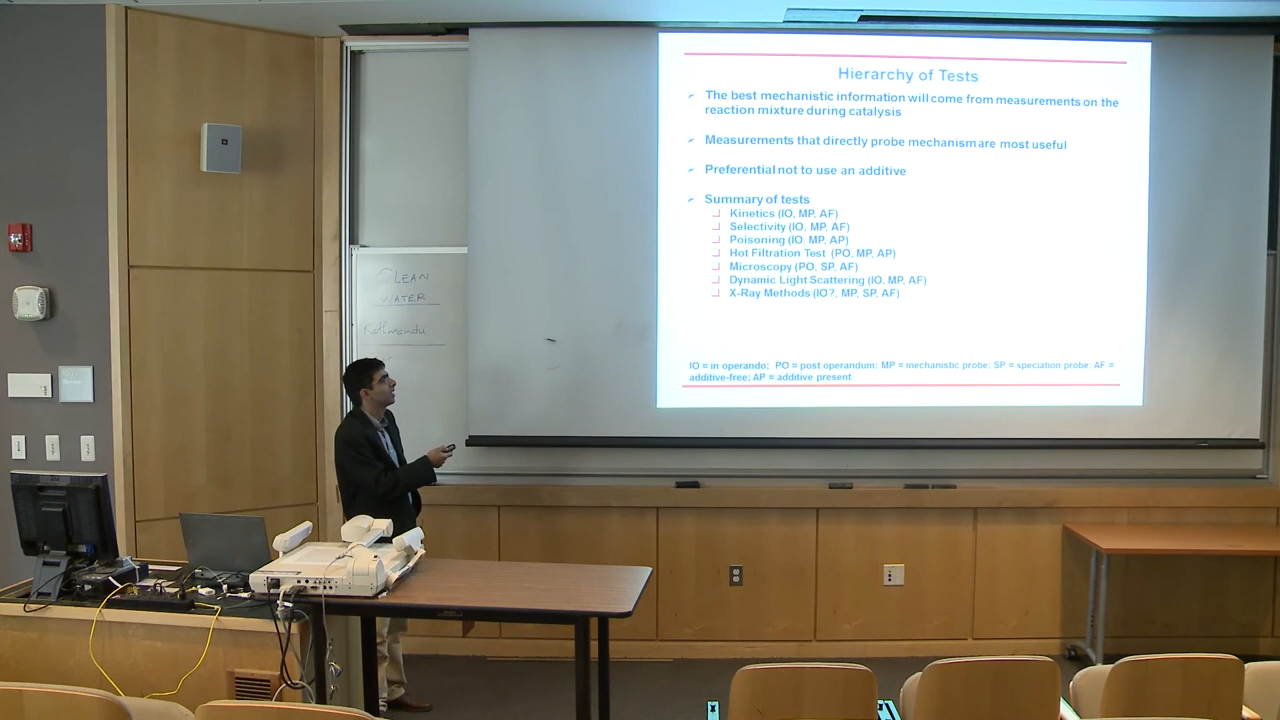 Hierarchy of Tests
The best mechanistic information will come from measurements on the
reaction mixture during catalysis
Measurements that directly probe mechanism are most useful
Preferential not to use an additive
Summary of tests
Kinetics (IO, MP, AF)
Selectivity (IO, MP, AF)
Poisoning (IO, MP, AP)
Hot Filtration Test (PO, MP, AP)
Microscopy (PO, SP, AF)
Dynamic Light Scattering (IO, MP, AF)
X-Ray Methods (IO?, MP, SP, AF)
IO = in operando; PO = post operandum; MP = mechanistic probe; SP = speciation probe; AF =
additive-free; AP = additive present
CLEAN
WATER
Kathmandu